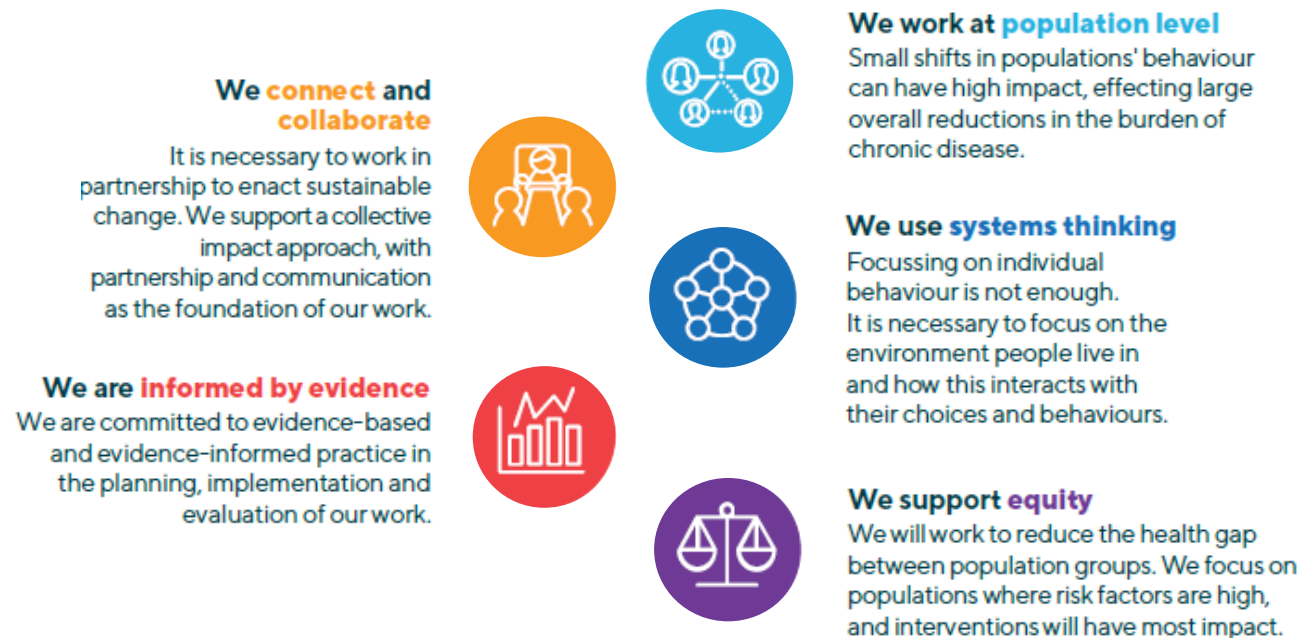 We connect and
collaborate
It is necessary to work in
partnership to enact sustainable
change. We support a collective
impact approach, with
partnership and communication
as the foundation of our work.
We are informed by evidence
We are committed to evidence-based
and evidence-informed practice in
the planning, implementation and
evaluation of our work.
We work at population level
Small shifts in populations' behaviour
can have high impact, effecting large
overall reductions in the burden of
chronic disease.
We use systems thinking
Focussing on individual
behaviour is not enough.
It is necessary to focus on the
environment people live in
and how this interacts with
their choices and behaviours.
We support equity
We will work to reduce the health gap
between population groups. We focus on
populations where risk factors are high,
and interventions will have most impact.